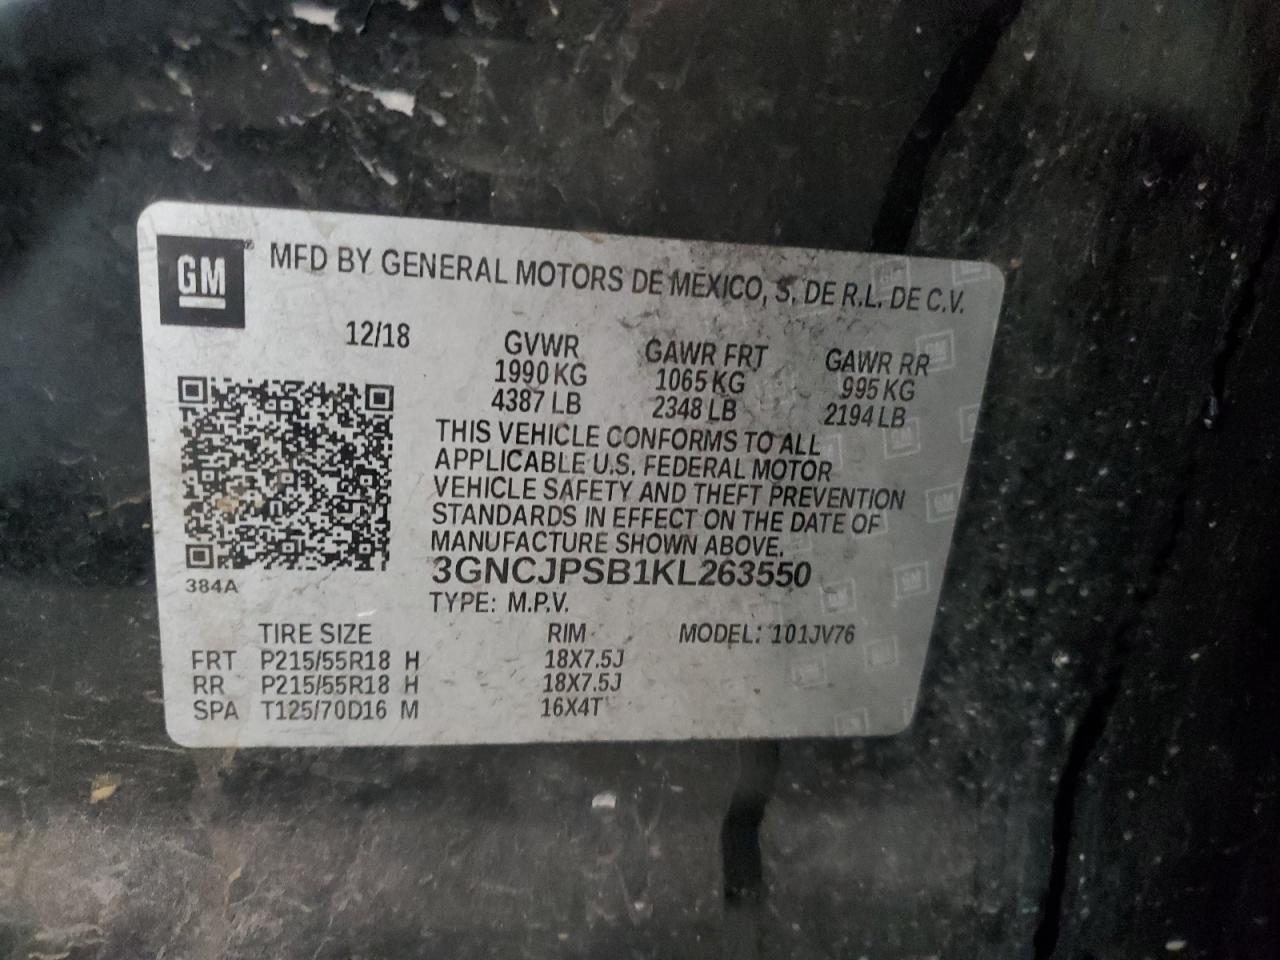 GM® MFD BY GENERAL MOTORS DE MEXICO, S. DE R.L. DE C.V.
12/18 GVWR GAWR FRT GAWR RR
1990 KG 1065 KG 995 KG
4387 LB 2348 LB 2194 LB
THIS VEHICLE CONFORMS TO ALL
APPLICABLE U.S. FEDERAL MOTOR
VEHICLE SAFETY AND THEFT PREVENTION
STANDARDS IN EFFECT ON THE DATE OF
MANUFACTURE SHOWN ABOVE.
3GNCJPSB1KL263550
384A
TYPE: M.P.V.
TIRE SIZE RIM MODEL: 101JV76
FRT P215/55R18 H 18X7.5J
RR P215/55R18 H 18X7.5J
SPA T125/70D16 M 16X4T